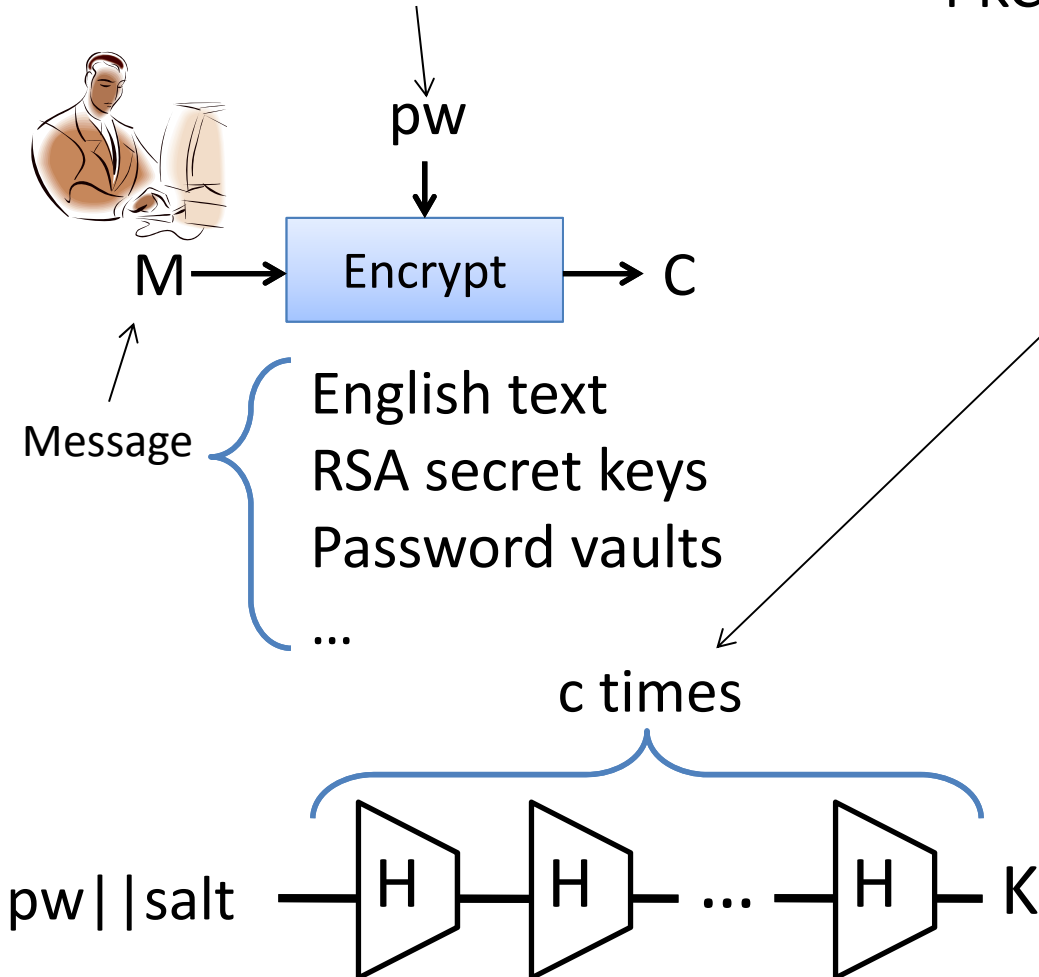 pw
M Encrypt C
Message
English text
RSA secret keys
Password vaults
...
c times
pw||salt H H ... H K